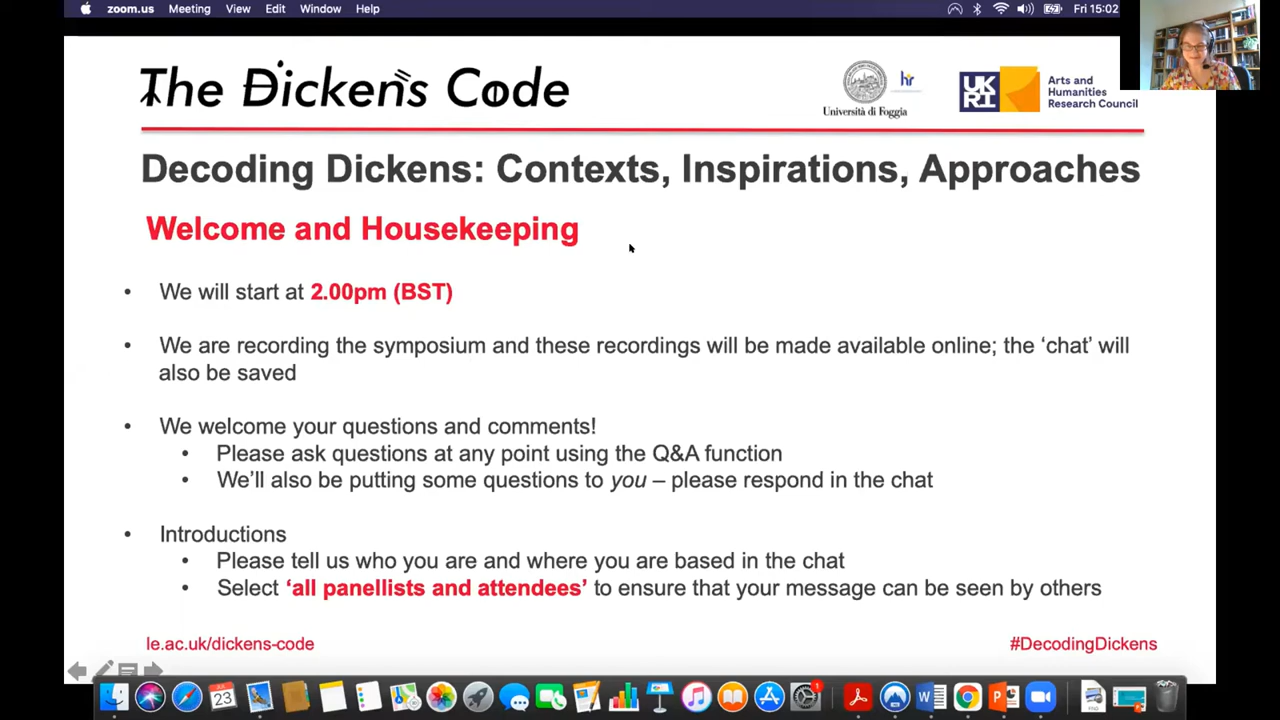 zoom.us Meeting View Edit Window Help Fri 15:02
The Dickens Code
Università di Foggia
hr
UK
RI
Arts and
Humanities
Research Council
Decoding Dickens: Contexts, Inspirations, Approaches
Welcome and Housekeeping
• We will start at 2.00pm (BST)
• We are recording the symposium and these recordings will be made available online; the ‘chat’ will
also be saved
• We welcome your questions and comments!
• Please ask questions at any point using the Q&A function
• We’ll also be putting some questions to you – please respond in the chat
• Introductions
• Please tell us who you are and where you are based in the chat
• Select ‘all panellists and attendees’ to ensure that your message can be seen by others
le.ac.uk/dickens-code
#DecodingDickens
JUL
23
1